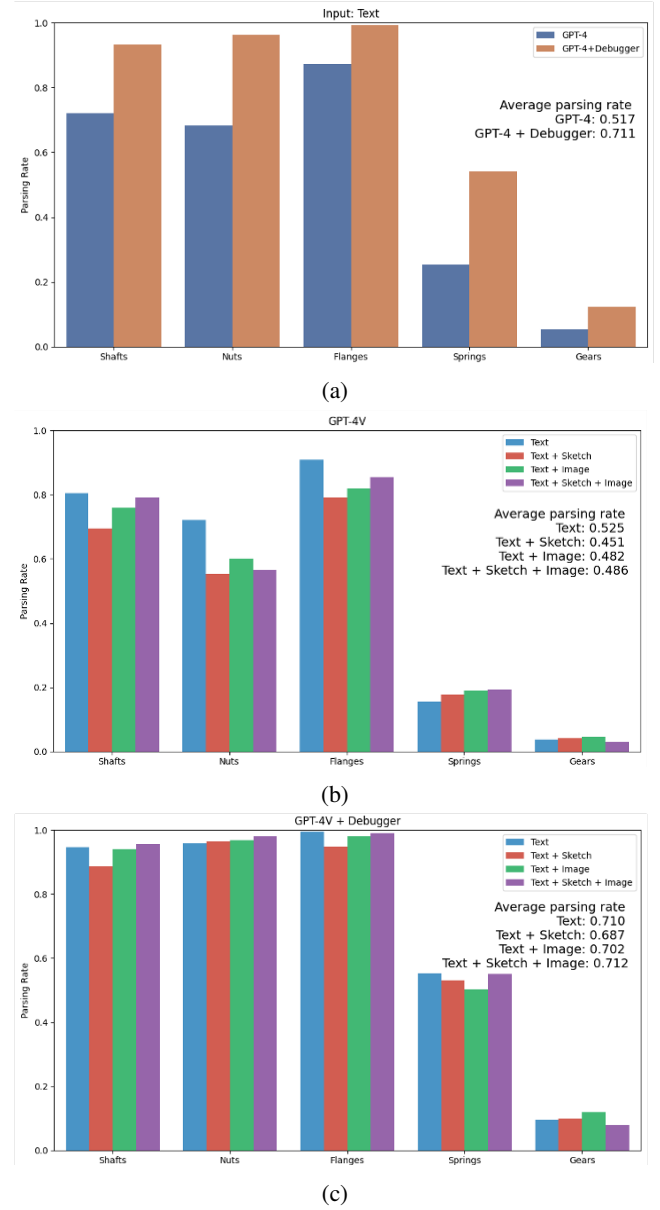 Input: Text
GPT-4
GPT-4+Debugger
Average parsing rate
GPT-4: 0.517
GPT-4 + Debugger: 0.711
Parsing Rate
1.0
0.8
0.6
0.4
0.2
0.0
Shafts Nuts Flanges Springs Gears
(a)
GPT-4V
Text
Text + Sketch
Text + Image
Text + Sketch + Image
Average parsing rate
Text: 0.525
Text + Sketch: 0.451
Text + Image: 0.482
Text + Sketch + Image: 0.486
Parsing Rate
1.0
0.8
0.6
0.4
0.2
0.0
Shafts Nuts Flanges Springs Gears
(b)
GPT-4V + Debugger
Text
Text + Sketch
Text + Image
Text + Sketch + Image
Average parsing rate
Text: 0.710
Text + Sketch: 0.687
Text + Image: 0.702
Text + Sketch + Image: 0.712
Parsing Rate
1.0
0.8
0.6
0.4
0.2
0.0
Shafts Nuts Flanges Springs Gears
(c)